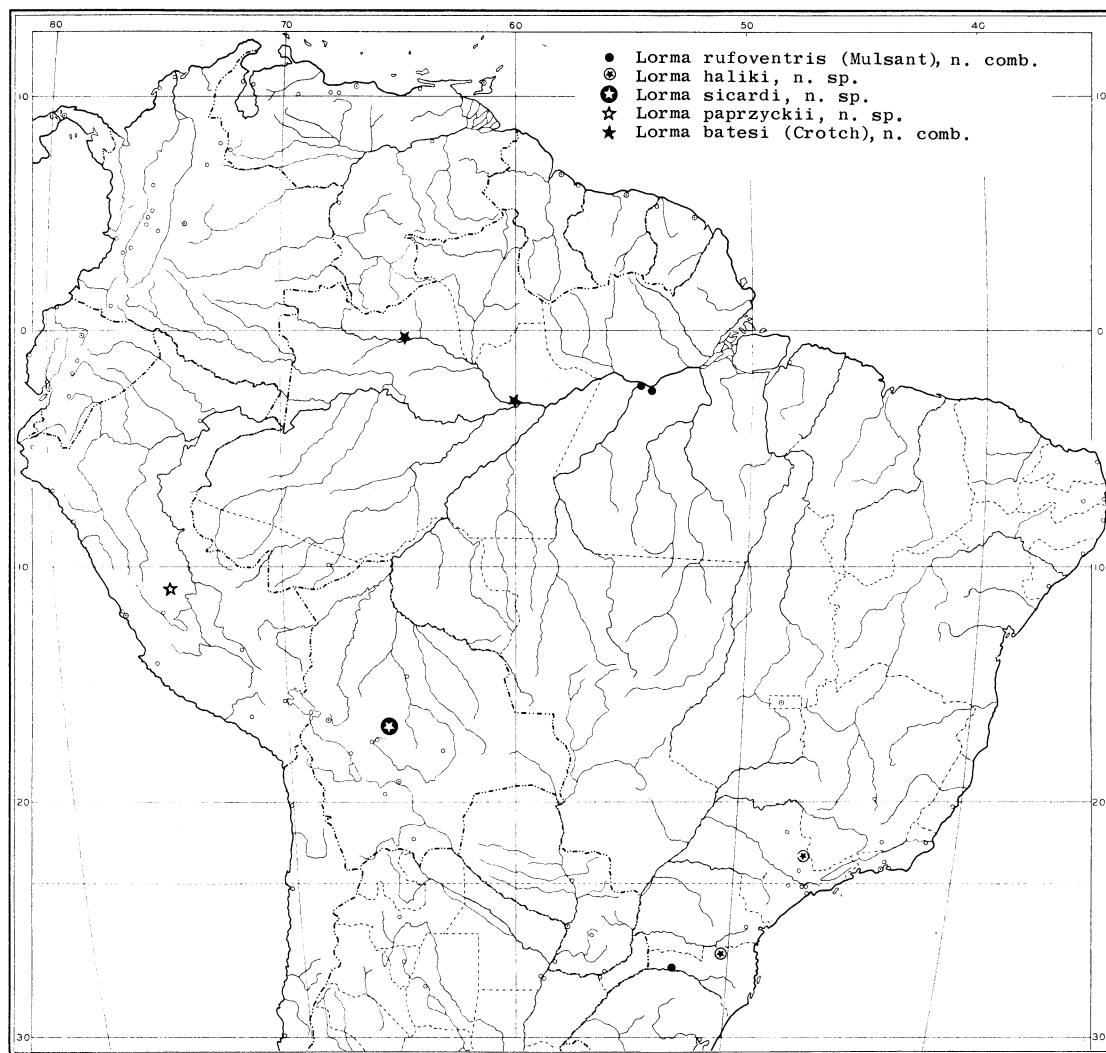 80 70 60 50 40
● Lorma rufoventris (Mulsant), n. comb.
Lorma haliki, n. sp.
Lorma sicardi, n. sp.
☆ Lorma paprzyckii, n. sp.
★ Lorma batesi (Crotch), n. comb.
10 10
0 0
10 10
20 20
30 30